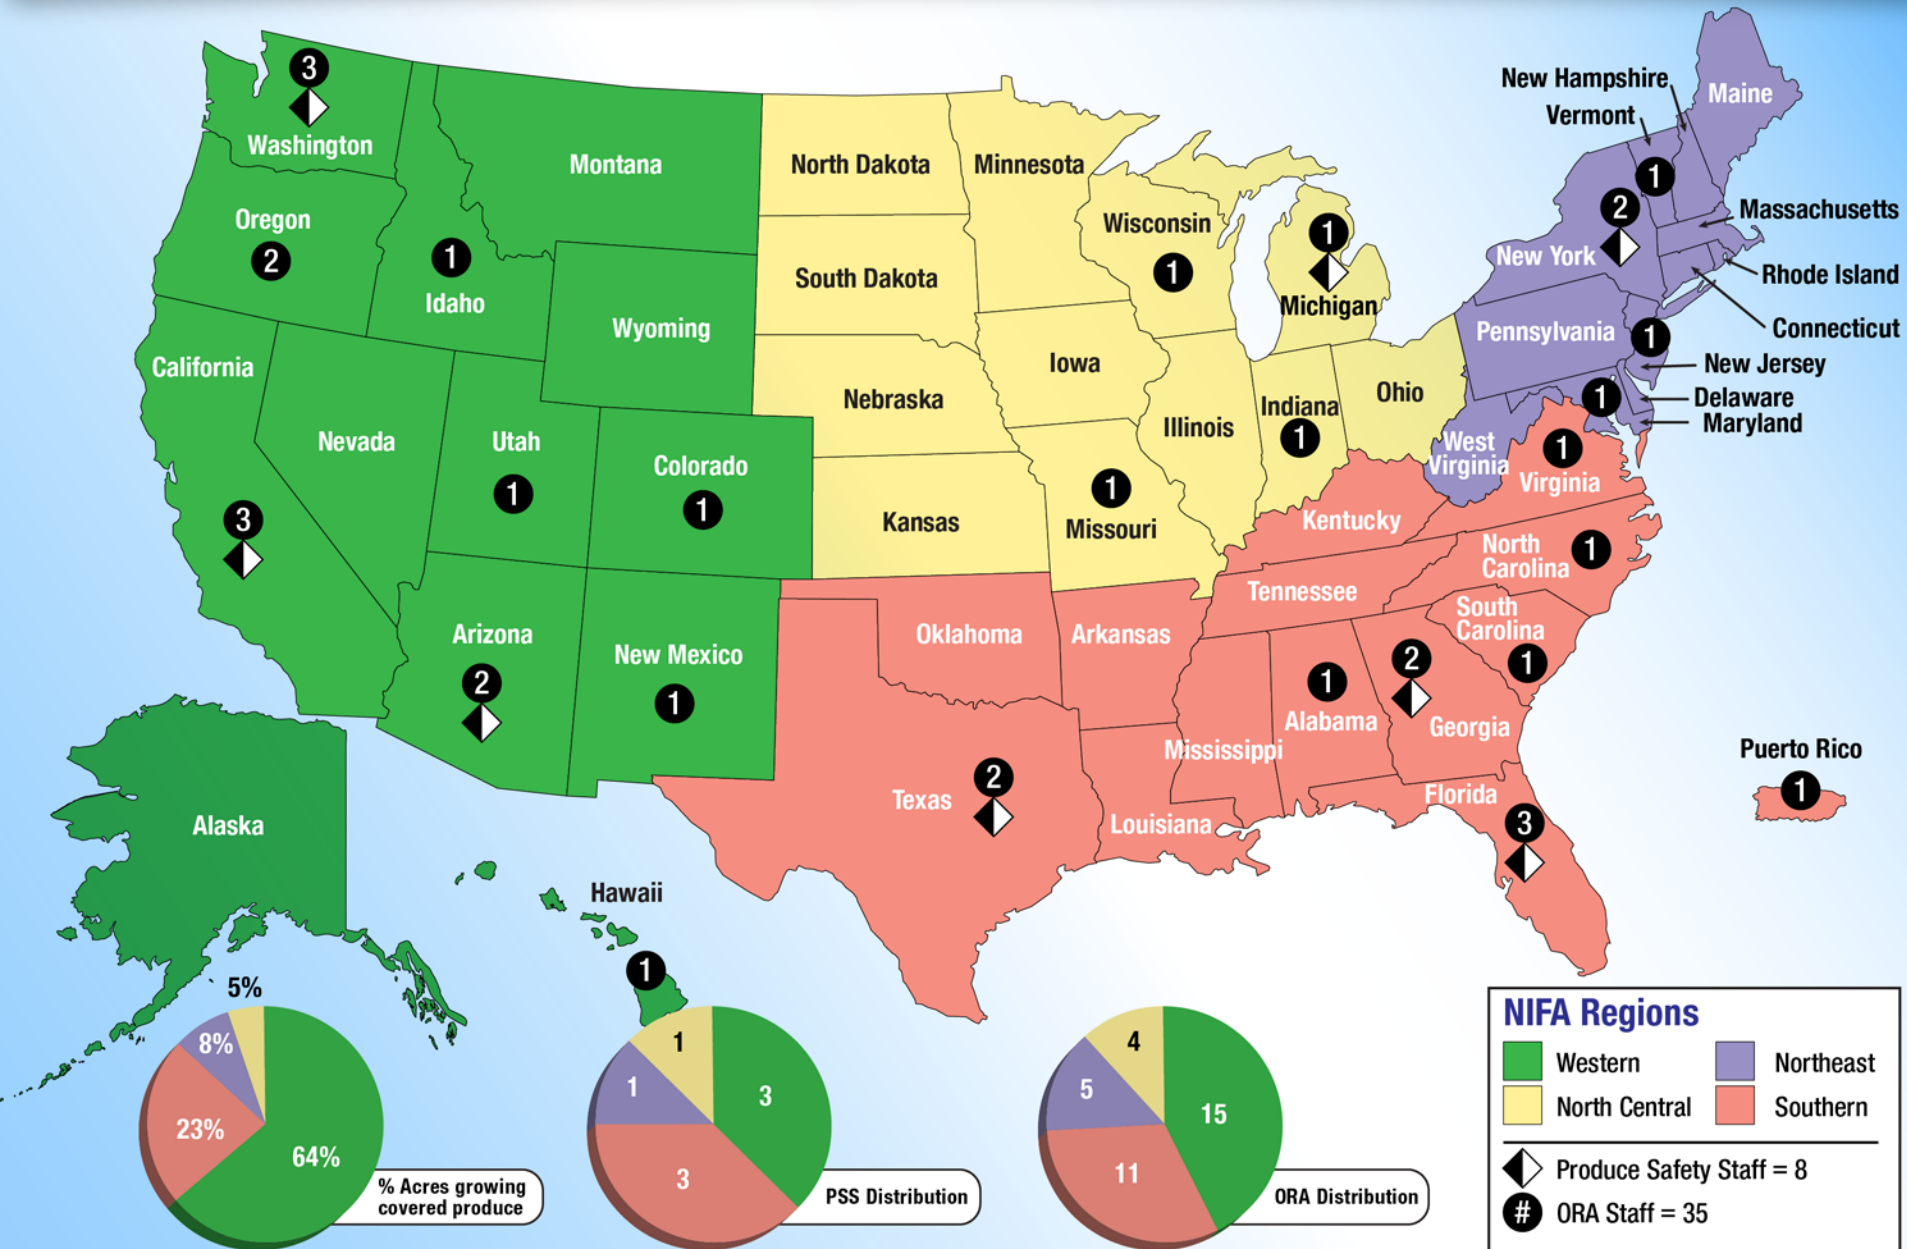 3
Washington
Oregon
2
1
Idaho
Montana
Wyoming
California
3
Nevada
Utah
1
Colorado
1
Arizona
2
New Mexico
1
Alaska
Hawaii
1
North Dakota
South Dakota
Nebraska
Kansas
Minnesota
Iowa
1
Missouri
Wisconsin
1
Illinois
1
Michigan
Indiana
1
Ohio
Oklahoma
Arkansas
Texas
2
Louisiana
Mississippi
1
Alabama
Tennessee
Kentucky
2
Georgia
Florida
3
South
Carolina
1
North
Carolina
1
1
Virginia
West
Virginia
1
Maryland
Delaware
New Jersey
1
Pennsylvania
2
New York
1
Vermont
New Hampshire
Maine
Massachusetts
Rhode Island
Connecticut
Puerto Rico
1
5%
8%
23%
64%
% Acres growing
covered produce
1
1
3
3
PSS Distribution
4
5
15
11
ORA Distribution
NIFA Regions
Western
Northeast
North Central
Southern
Produce Safety Staff = 8
# ORA Staff = 35